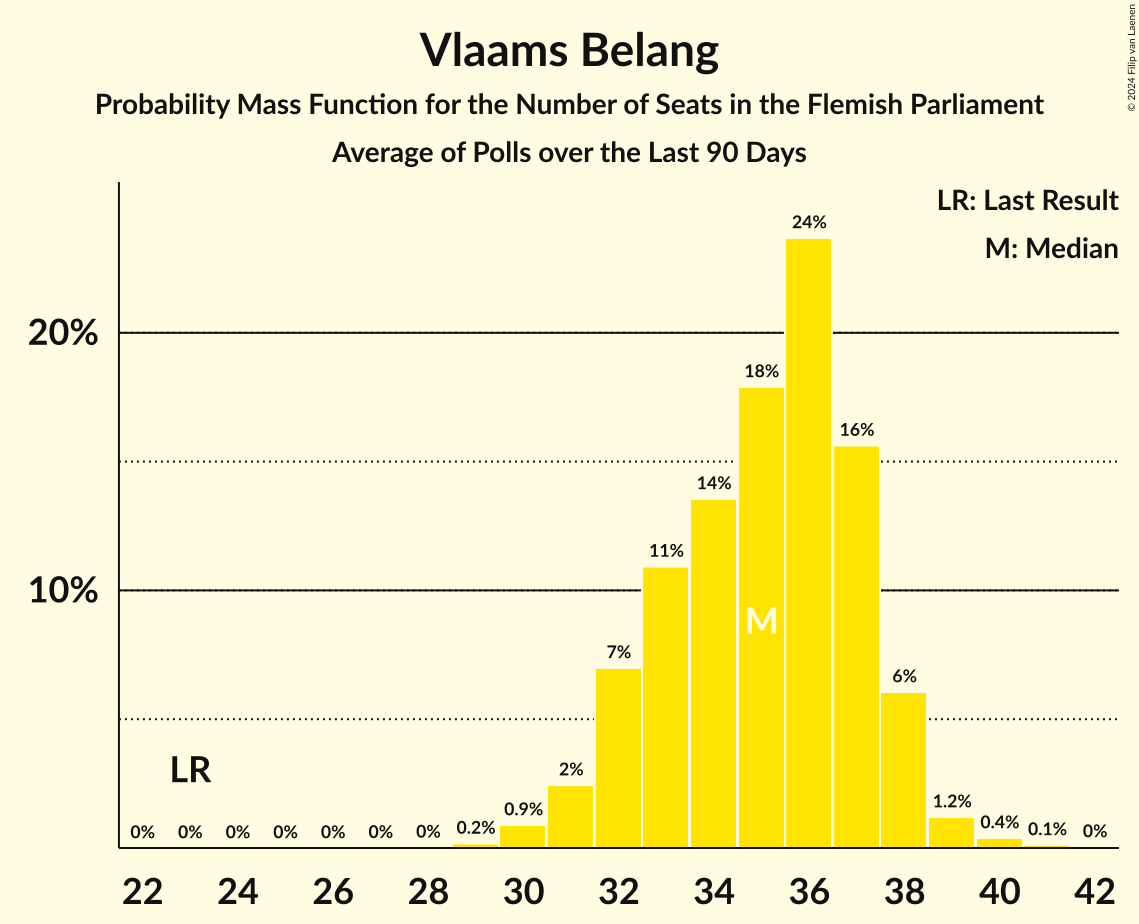 Vlaams Belang
Probability Mass Function for the Number of Seats in the Flemish Parliament
Average of Polls over the Last 90 Days
© 2024 Filip van Laenen
LR: Last Result
M: Median
20%
10%
0% 0% 0% 0% 0% 0% 0% 0.2% 0.9% 2% 7% 11% 14% 18% 24% 16% 6% 1.2% 0.4% 0.1% 0%
LR
M
22 24 26 28 30 32 34 36 38 40 42